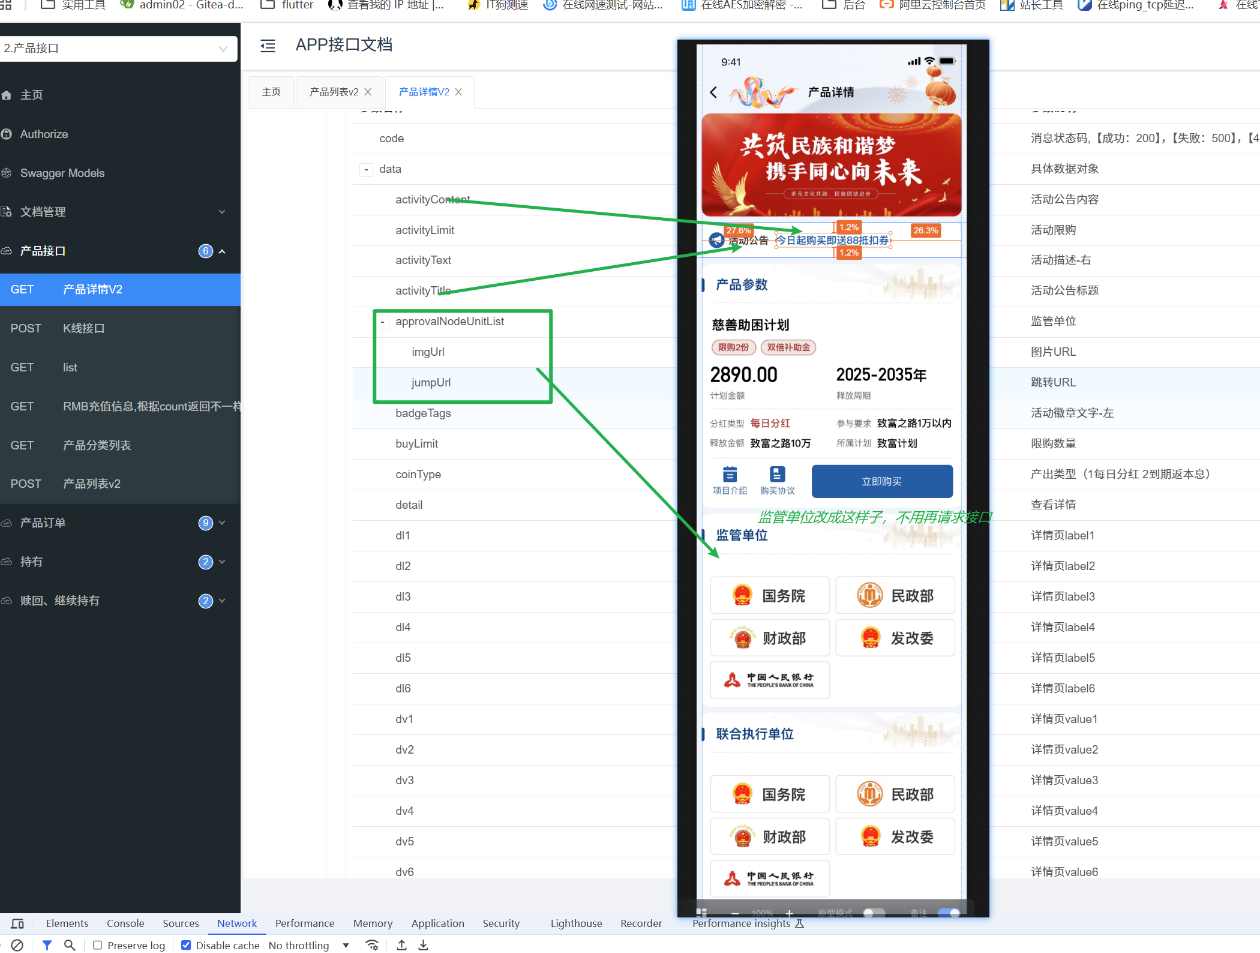 实用工具 admin02 - Gitea-d... flutter 查看我的 IP 地址 |... IT狗测速 在线网速测试-网站... 在线AES加密解密 -... 后台 阿里云控制台首页 站长工具 在线ping_tcp延迟... 在线
2.产品接口
APP接口文档
主页
Authorize
Swagger Models
文档管理
产品接口 6
GET 产品详情V2
POST K线接口
GET list
GET RMB充值信息,根据count返回不一样
GET 产品分类列表
POST 产品列表v2
产品订单 9
持有 2
赎回、继续持有 2
主页 产品列表v2 产品详情V2
code 消息状态码,【成功：200】,【失败：500】,【4
data 具体数据对象
activityContent 活动公告内容
activityLimit 活动限购
activityText 活动描述-右
activityTitle 活动公告标题
approvalNodeUnitList 监管单位
imgUrl 图片URL
jumpUrl 跳转URL
badgeTags 活动徽章文字-左
buyLimit 限购数量
coinType 产出类型（1每日分红 2到期返本息）
detail 查看详情
dl1 详情页label1
dl2 详情页label2
dl3 详情页label3
dl4 详情页label4
dl5 详情页label5
dl6 详情页label6
dv1 详情页value1
dv2 详情页value2
dv3 详情页value3
dv4 详情页value4
dv5 详情页value5
dv6 详情页value6
9:41
产品详情
共筑民族和谐梦
携手同心向未来
多元文化共融，民族团结进步
27.6% 1.2% 26.3%
活动公告 今日起购买即送88抵扣券
1.2%
产品参数
慈善助困计划
限购2份 双倍补助金
2890.00 2025-2035年
计划金额 释放周期
分红类型 每日分红 参与要求 致富之路1万以内
释放金额 致富之路10万 所属计划 致富计划
项目介绍 购买协议 立即购买
监管单位改成这样子，不用再请求接口
监管单位
国务院 民政部
财政部 发改委
中国人民银行
THE PEOPLE'S BANK OF CHINA
联合执行单位
国务院 民政部
财政部 发改委
中国人民银行
THE PEOPLE'S BANK OF CHINA
100%
Elements Console Sources Network Performance Memory Application Security Lighthouse Recorder Performance insights
Preserve log Disable cache No throttling